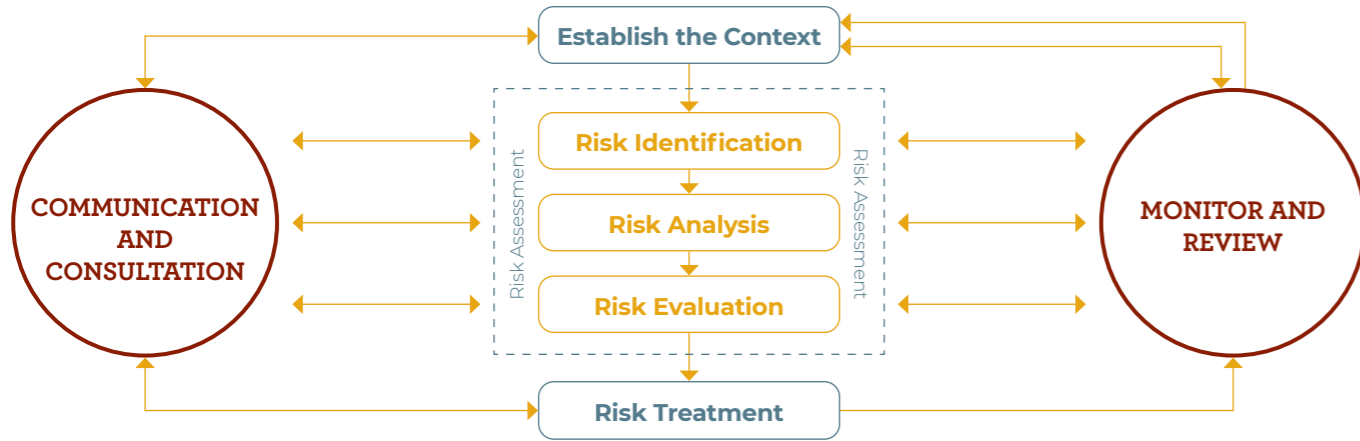 Establish the Context
Risk Assessment
Risk Identification
Risk Assessment
COMMUNICATION
AND
CONSULTATION
Risk Analysis
MONITOR AND
REVIEW
Risk Evaluation
Risk Treatment